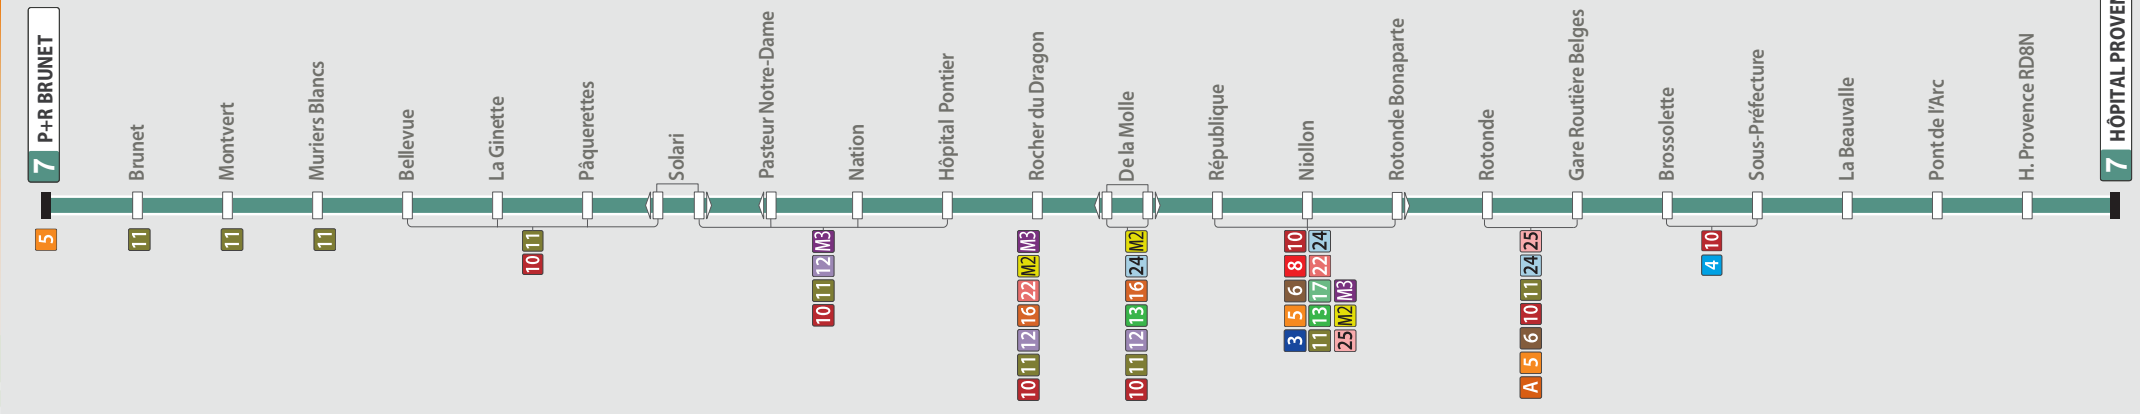 7 P+R BRUNET
Brunet
Montvert
Muriers Blancs
Bellevue
La Ginette
Pâquerettes
Solari
Pasteur Notre-Dame
Nation
Hôpital Pontier
Rocher du Dragon
De la Molle
République
Niollon
Rotonde Bonaparte
Rotonde
Gare Routière Belges
Brossolette
Sous-Préfecture
La Beauvalle
Pont de l'Arc
H. Provence RD8N
7 HÔPITAL PROVEN
5
11
11
11
10 11
10 11 12 M3
10 11 12 16 22 M2 M3
10 11 12 13 16 24 M2
3 5 6 8 10
11 13 17 22 24
25 M2 M3
A 5 6 10 11 24 25
4 10